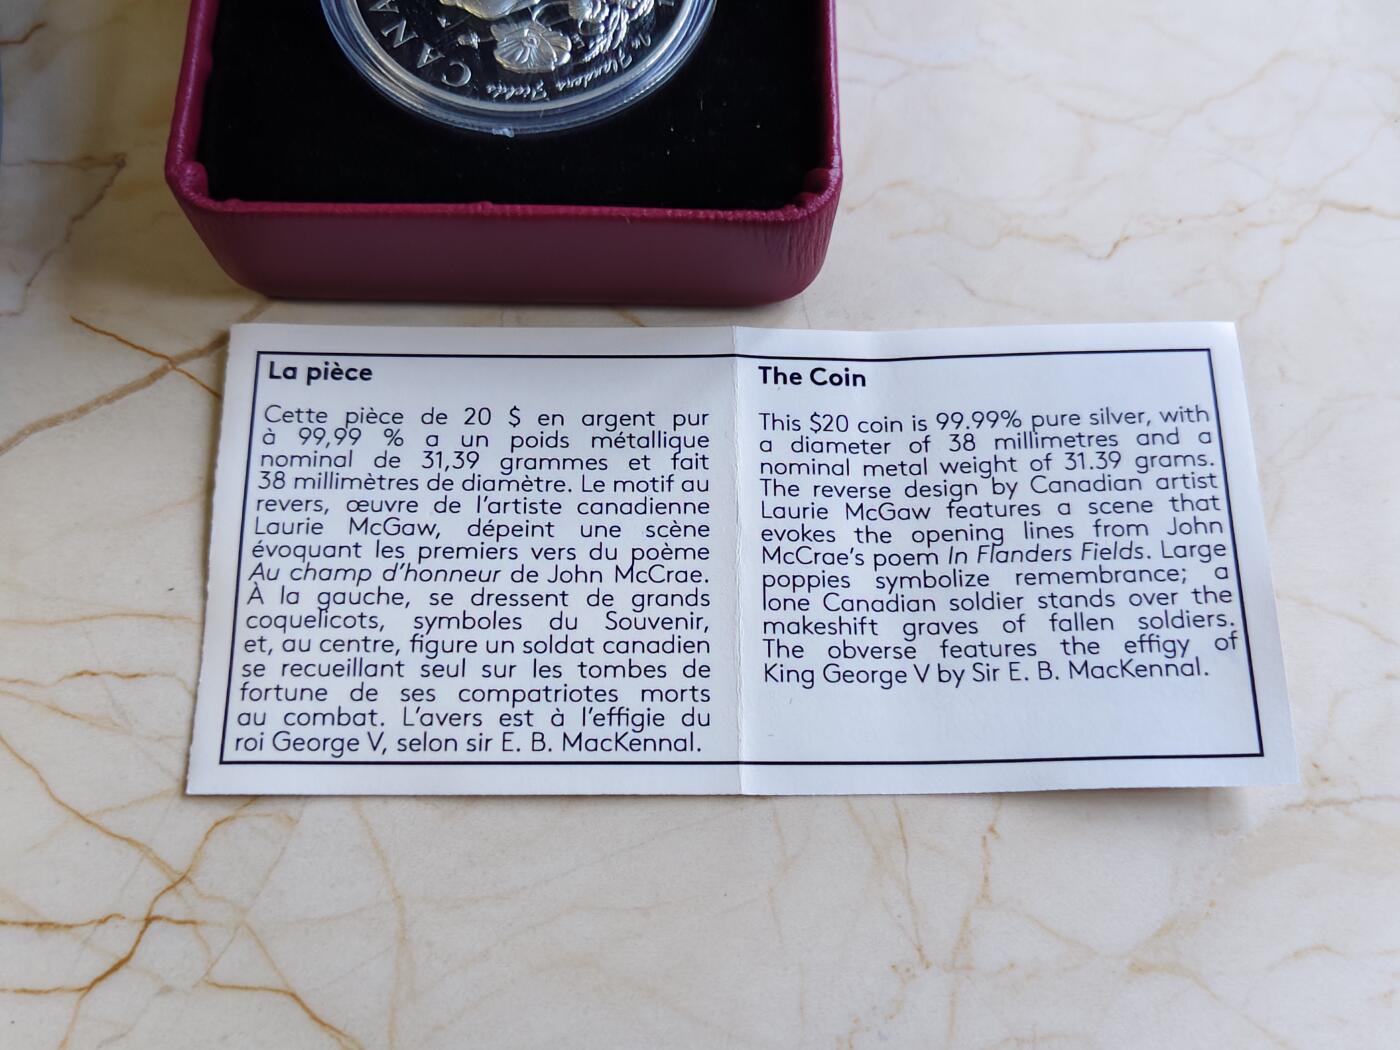 CANA
In Flanders Fields
La pièce
Cette pièce de 20 $ en argent pur
à 99,99 % a un poids métallique
nominal de 31,39 grammes et fait
38 millimètres de diamètre. Le motif au
revers, œuvre de l'artiste canadienne
Laurie McGaw, dépeint une scène
évoquant les premiers vers du poème
Au champ d'honneur de John McCrae.
À la gauche, se dressent de grands
coquelicots, symboles du Souvenir,
et, au centre, figure un soldat canadien
se recueillant seul sur les tombes de
fortune de ses compatriotes morts
au combat. L'avers est à l'effigie du
roi George V, selon sir E. B. MacKennal.
The Coin
This $20 coin is 99.99% pure silver, with
a diameter of 38 millimetres and a
nominal metal weight of 31.39 grams.
The reverse design by Canadian artist
Laurie McGaw features a scene that
evokes the opening lines from John
McCrae's poem In Flanders Fields. Large
poppies symbolize remembrance; a
lone Canadian soldier stands over the
makeshift graves of fallen soldiers.
The obverse features the effigy of
King George V by Sir E. B. MacKennal.